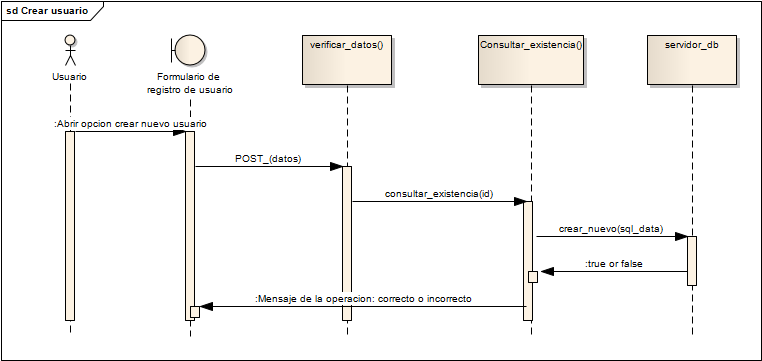 sd Crear usuario
verificar_datos()
Consultar_existencia()
servidor_db
Usuario
Formulario de
registro de usuario
:Abrir opcion crear nuevo usuario
POST_(datos)
consultar_existencia(id)
crear_nuevo(sql_data)
:true or false
:Mensaje de la operacion: correcto o incorrecto